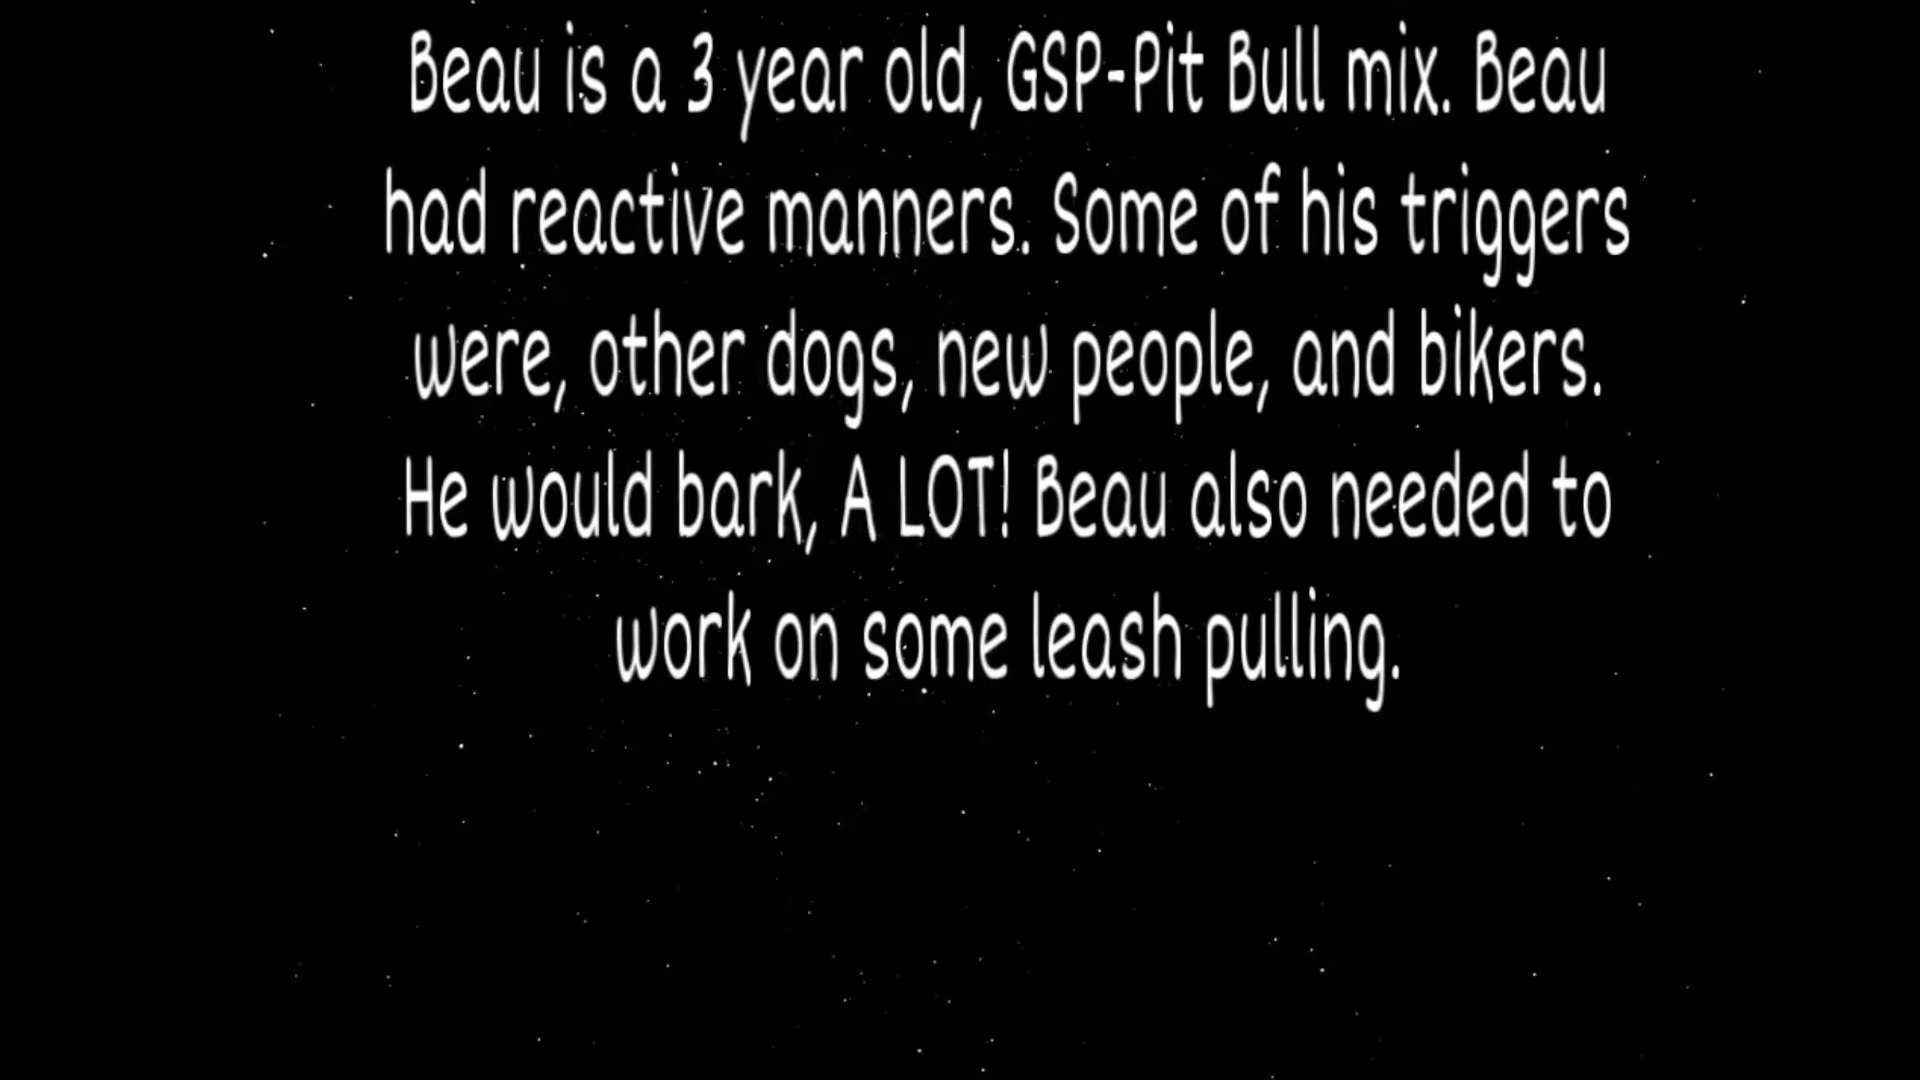 Beau is a 3 year old, GSP-Pit Bull mix. Beau
had reactive manners. Some of his triggers
were, other dogs, new people, and bikers.
He would bark, A LOT! Beau also needed to
work on some leash pulling.